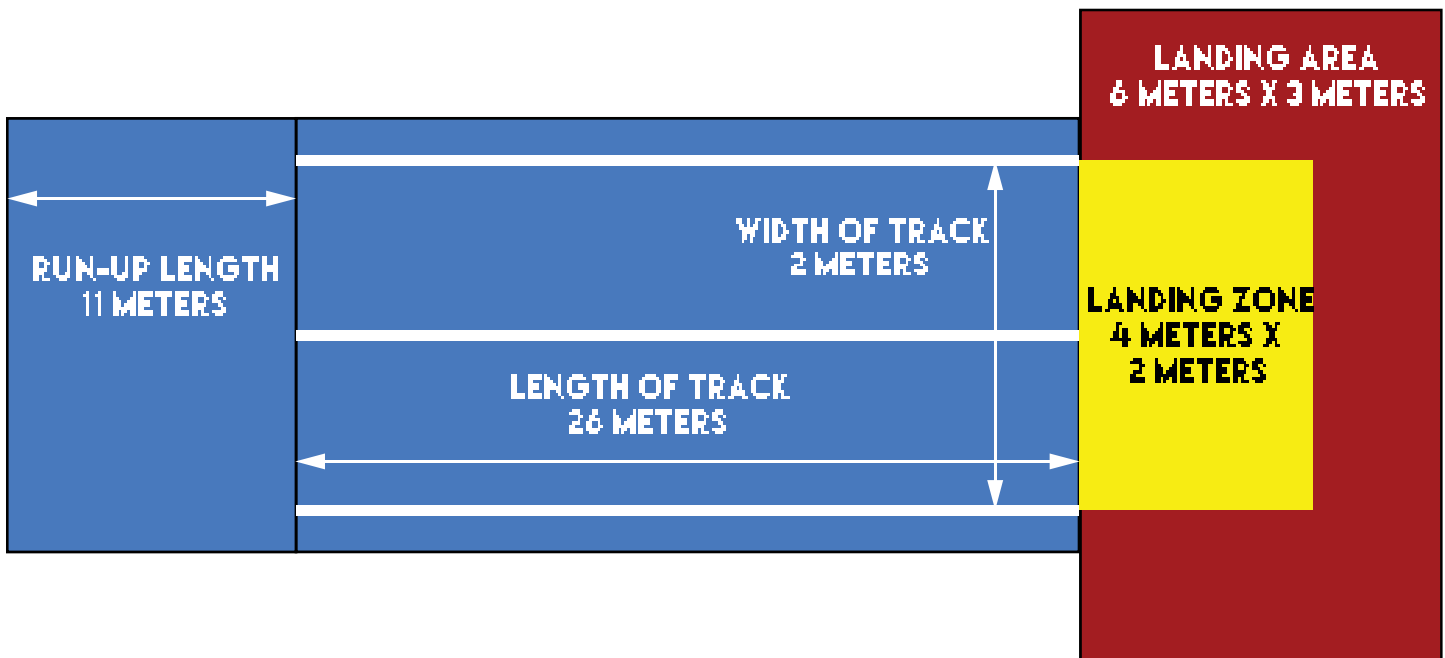 LANDING AREA
6 METERS X 3 METERS
WIDTH OF TRACK
2 METERS
RUN-UP LENGTH
11 METERS
LANDING ZONE
4 METERS X
2 METERS
LENGTH OF TRACK
26 METERS